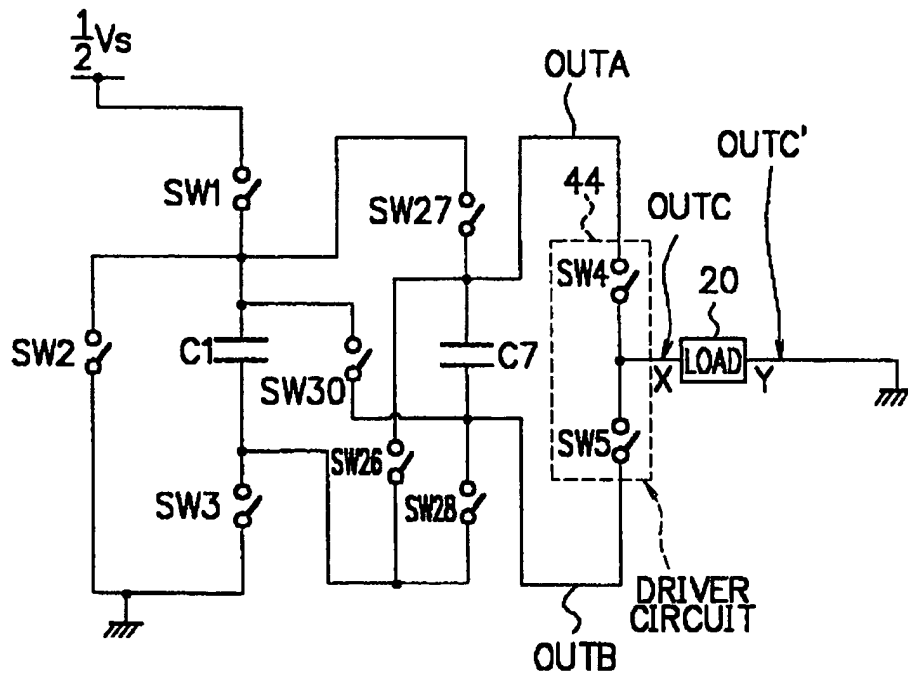 ½Vs
OUTA
OUTC'
SW1
SW27
44
OUTC
SW4
20
SW2
C1
C7
LOAD
SW30
X
Y
SW26
SW5
SW3
SW28
DRIVER
CIRCUIT
OUTB